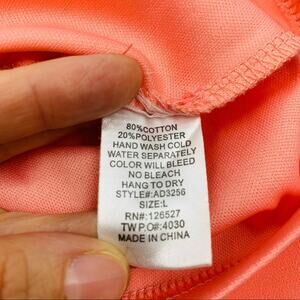 80%COTTON
20%POLYESTER
HAND WASH COLD
WATER SEPARATELY
COLOR WILL BLEED
NO BLEACH
HANG TO DRY
STYLE#:AD3256
SIZE:L
RN#:126527
TW P.O#:4030
MADE IN CHINA